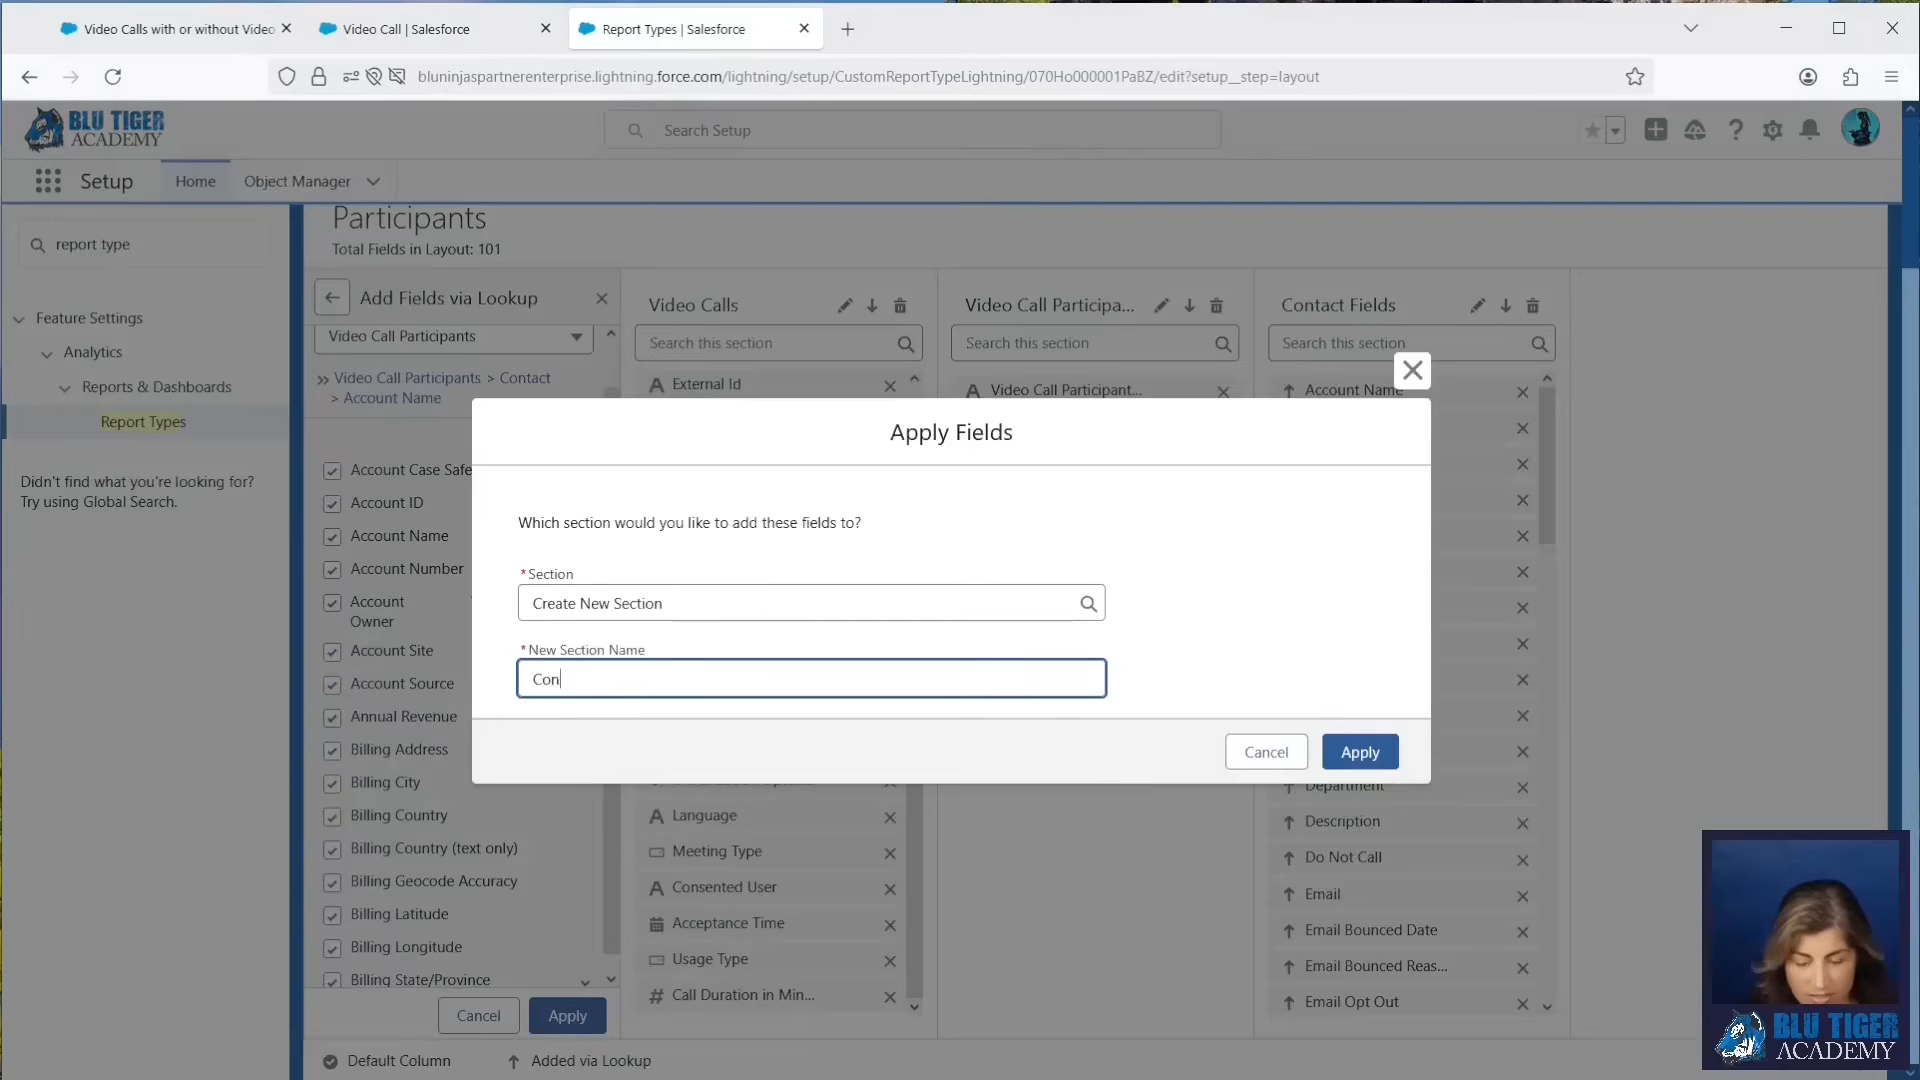 Video Calls with or without Video
Video Call | Salesforce
Report Types | Salesforce
bluninjaspartnerenterprise.lightning.force.com/lightning/setup/CustomReportTypeLightning/070Ho000001PaBZ/edit?setup__step=layout
BLU TIGER
ACADEMY
Search Setup
Setup
Home
Object Manager
report type
Feature Settings
Analytics
Reports & Dashboards
Report Types
Didn't find what you're looking for?
Try using Global Search.
Participants
Total Fields in Layout: 101
Add Fields via Lookup
Video Call Participants
Video Call Participants > Contact
> Account Name
Account Case Safe
Account ID
Account Name
Account Number
Account
Owner
Account Site
Account Source
Annual Revenue
Billing Address
Billing City
Billing Country
Billing Country (text only)
Billing Geocode Accuracy
Billing Latitude
Billing Longitude
Billing State/Province
Cancel
Apply
Default Column
Added via Lookup
Video Calls
Search this section
External Id
Language
Meeting Type
Consented User
Acceptance Time
Usage Type
Call Duration in Min...
Video Call Participa...
Search this section
Video Call Participant...
Contact Fields
Search this section
Account Name
Department
Description
Do Not Call
Email
Email Bounced Date
Email Bounced Reas...
Email Opt Out
Apply Fields
Which section would you like to add these fields to?
*Section
Create New Section
*New Section Name
Con
Cancel
Apply
BLU TIGER
ACADEMY